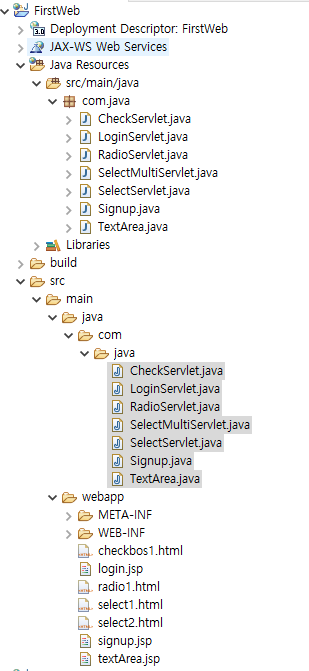 FirstWeb
Deployment Descriptor: FirstWeb
JAX-WS Web Services
Java Resources
src/main/java
com.java
CheckServlet.java
LoginServlet.java
RadioServlet.java
SelectMultiServlet.java
SelectServlet.java
Signup.java
TextArea.java
Libraries
build
src
main
java
com
java
CheckServlet.java
LoginServlet.java
RadioServlet.java
SelectMultiServlet.java
SelectServlet.java
Signup.java
TextArea.java
webapp
META-INF
WEB-INF
checkbos1.html
login.jsp
radio1.html
select1.html
select2.html
signup.jsp
textArea.jsp